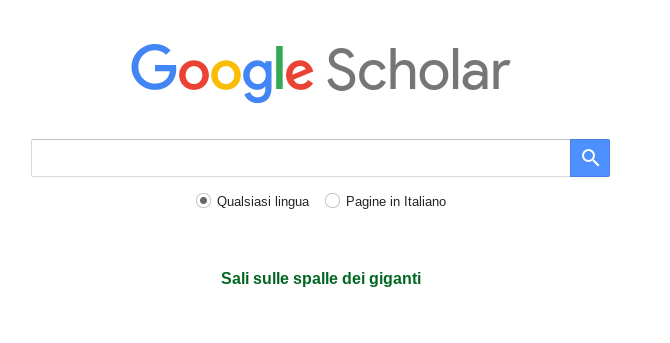 Google Scholar
Qualsiasi lingua Pagine in Italiano
Sali sulle spalle dei giganti